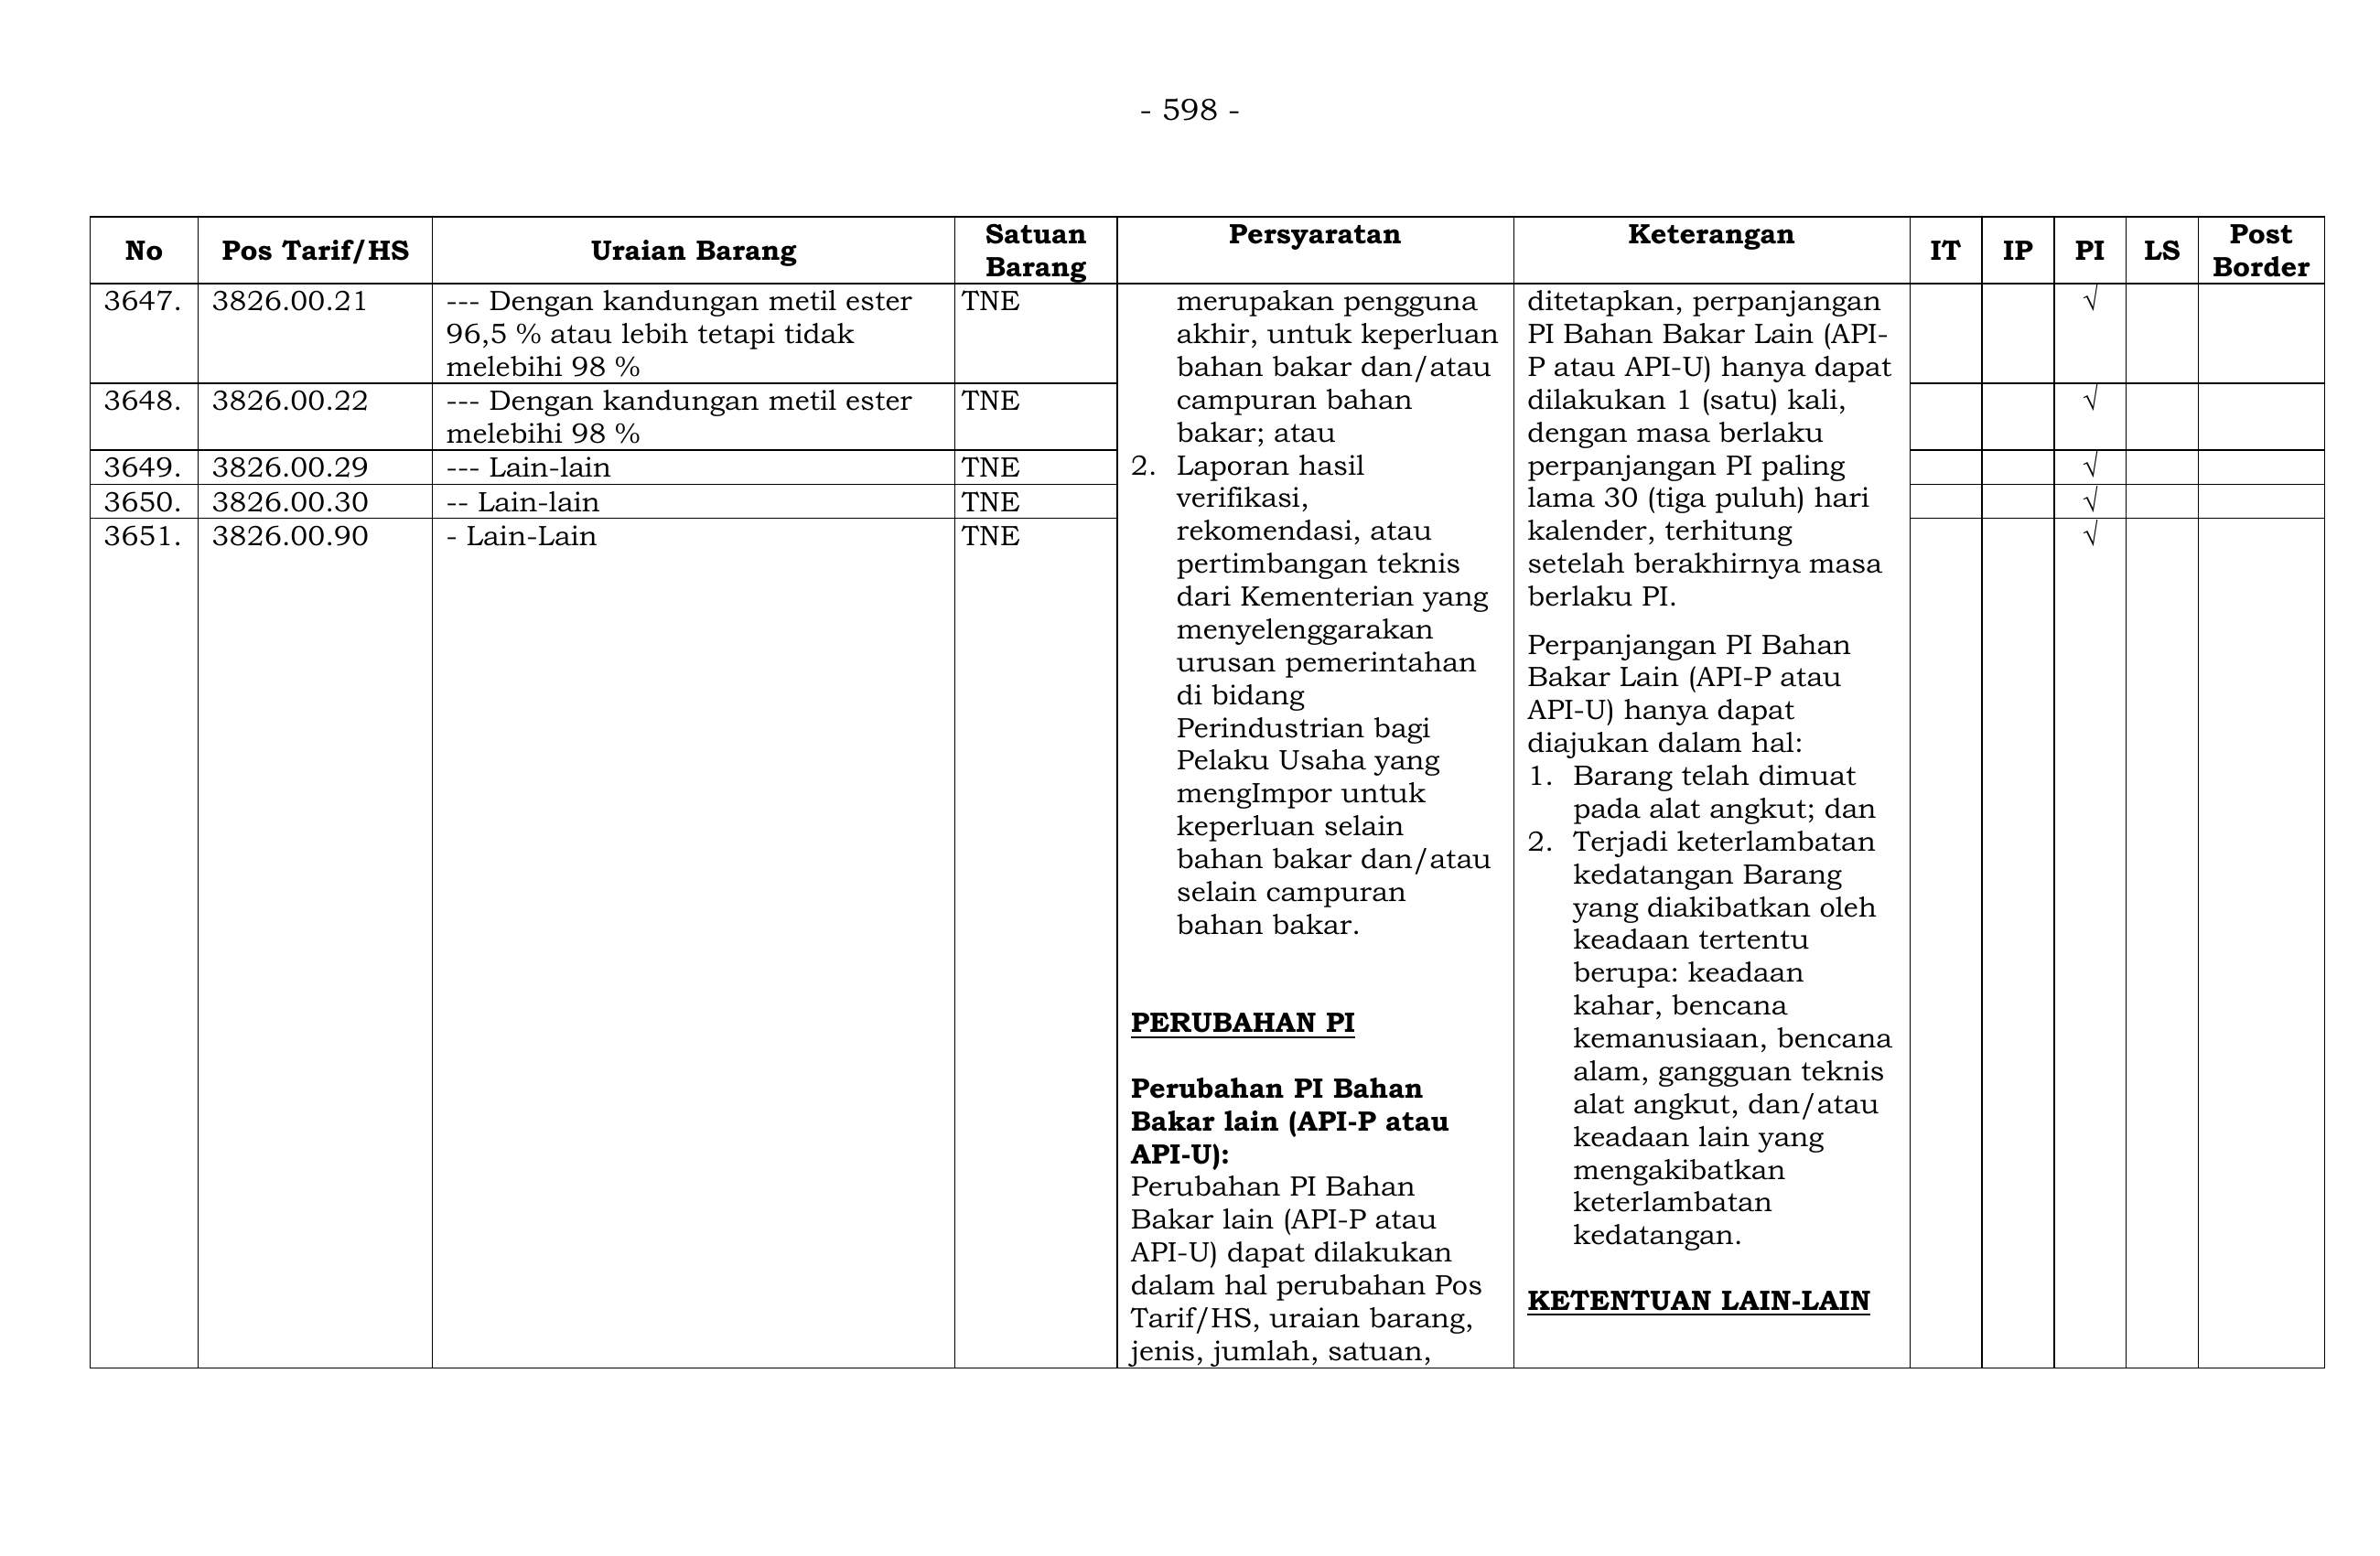 - 598 -
No
Pos Tarif/HS
Uraian Barang
Satuan
Barang
Persyaratan
Keterangan
IT
IP
PI
LS
Post
Border
3647.
3826.00.21
--- Dengan kandungan metil ester
96,5 % atau lebih tetapi tidak
melebihi 98 %
TNE
√
3648.
3826.00.22
--- Dengan kandungan metil ester
melebihi 98 %
TNE
√
3649.
3826.00.29
--- Lain-lain
TNE
√
3650.
3826.00.30
-- Lain-lain
TNE
√
3651.
3826.00.90
- Lain-Lain
TNE
√
merupakan pengguna
akhir, untuk keperluan
bahan bakar dan/atau
campuran bahan
bakar; atau
2. Laporan hasil
verifikasi,
rekomendasi, atau
pertimbangan teknis
dari Kementerian yang
menyelenggarakan
urusan pemerintahan
di bidang
Perindustrian bagi
Pelaku Usaha yang
mengImpor untuk
keperluan selain
bahan bakar dan/atau
selain campuran
bahan bakar.
PERUBAHAN PI
Perubahan PI Bahan
Bakar lain (API-P atau
API-U):
Perubahan PI Bahan
Bakar lain (API-P atau
API-U) dapat dilakukan
dalam hal perubahan Pos
Tarif/HS, uraian barang,
jenis, jumlah, satuan,
ditetapkan, perpanjangan
PI Bahan Bakar Lain (API-
P atau API-U) hanya dapat
dilakukan 1 (satu) kali,
dengan masa berlaku
perpanjangan PI paling
lama 30 (tiga puluh) hari
kalender, terhitung
setelah berakhirnya masa
berlaku PI.
Perpanjangan PI Bahan
Bakar Lain (API-P atau
API-U) hanya dapat
diajukan dalam hal:
1. Barang telah dimuat
pada alat angkut; dan
2. Terjadi keterlambatan
kedatangan Barang
yang diakibatkan oleh
keadaan tertentu
berupa: keadaan
kahar, bencana
kemanusiaan, bencana
alam, gangguan teknis
alat angkut, dan/atau
keadaan lain yang
mengakibatkan
keterlambatan
kedatangan.
KETENTUAN LAIN-LAIN